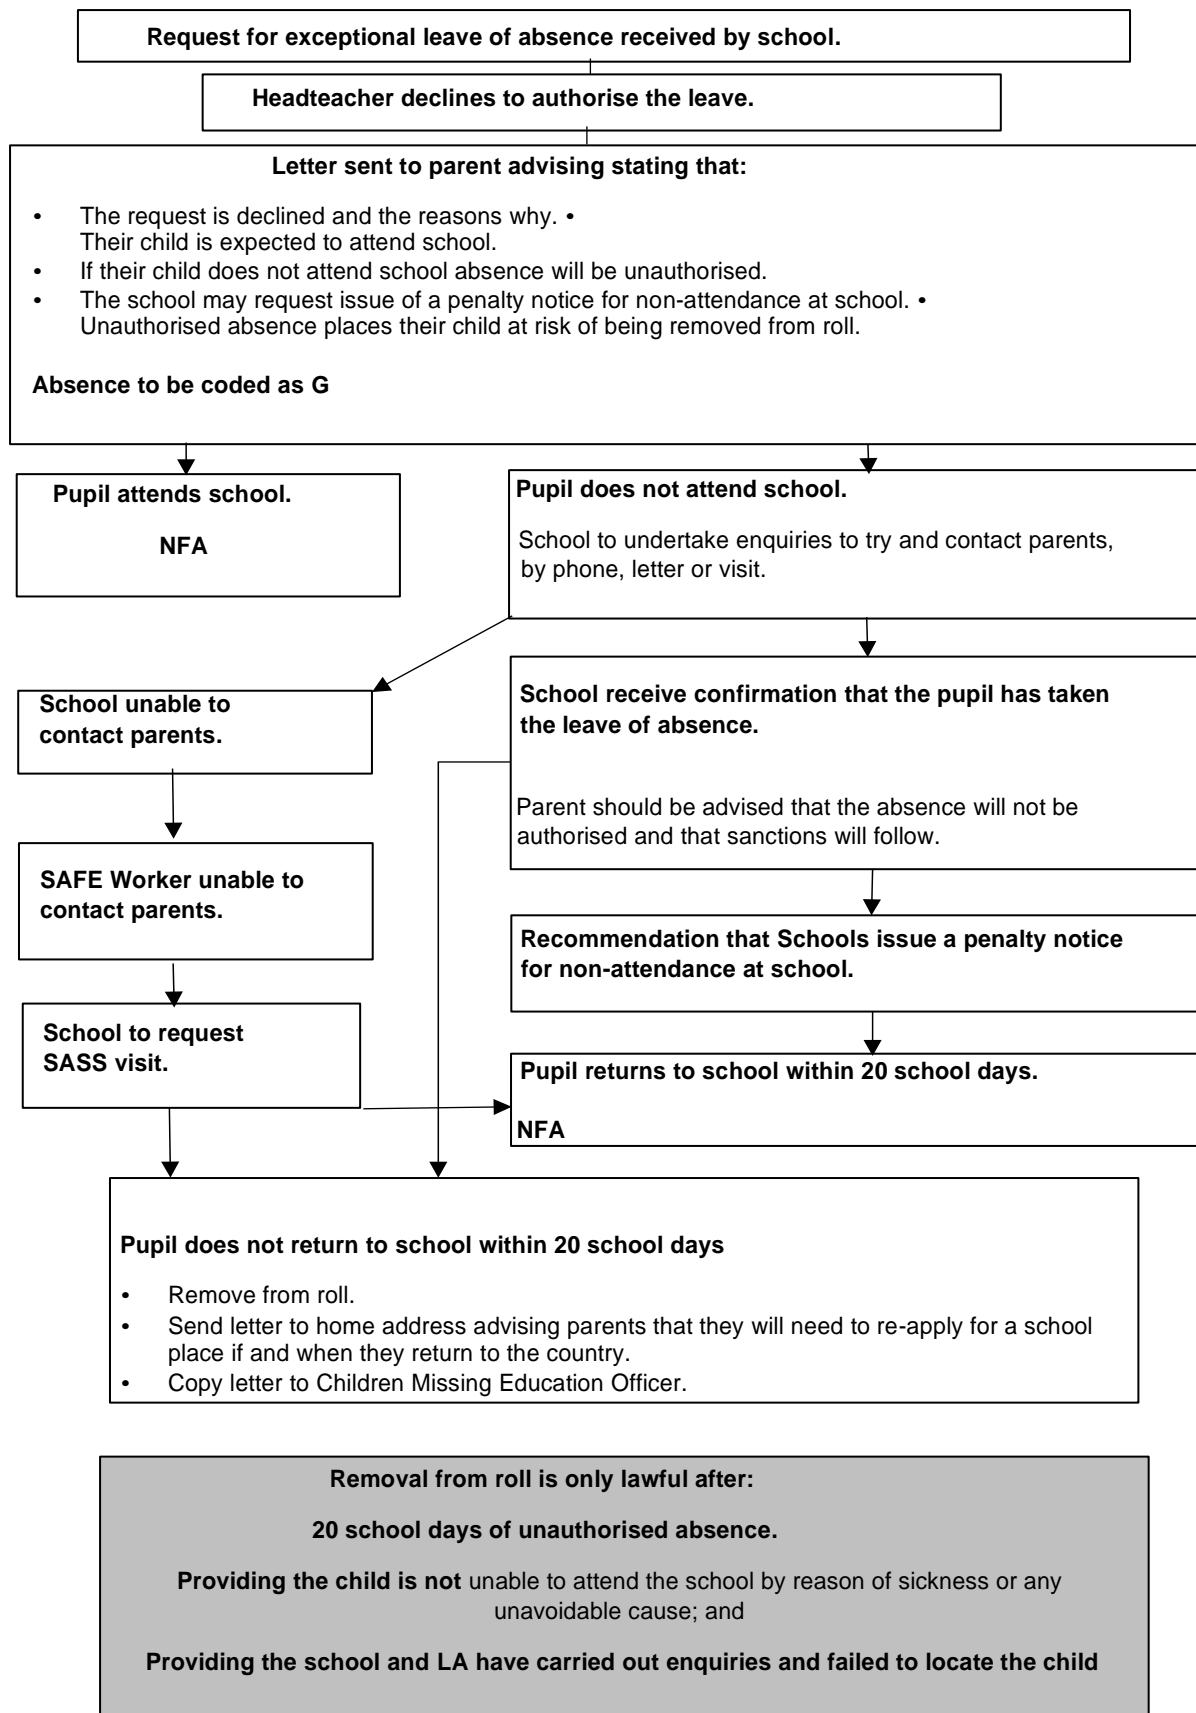 Request for exceptional leave of absence received by school.
Headteacher declines to authorise the leave.
Letter sent to parent advising stating that:
• The request is declined and the reasons why. •
Their child is expected to attend school.
• If their child does not attend school absence will be unauthorised.
• The school may request issue of a penalty notice for non-attendance at school. •
Unauthorised absence places their child at risk of being removed from roll.
Absence to be coded as G
Pupil attends school.
NFA
Pupil does not attend school.
School to undertake enquiries to try and contact parents,
by phone, letter or visit.
School unable to
contact parents.
School receive confirmation that the pupil has taken
the leave of absence.
Parent should be advised that the absence will not be
authorised and that sanctions will follow.
SAFE Worker unable to
contact parents.
Recommendation that Schools issue a penalty notice
for non-attendance at school.
School to request
SASS visit.
Pupil returns to school within 20 school days.
NFA
Pupil does not return to school within 20 school days
• Remove from roll.
• Send letter to home address advising parents that they will need to re-apply for a school
place if and when they return to the country.
• Copy letter to Children Missing Education Officer.
Removal from roll is only lawful after:
20 school days of unauthorised absence.
Providing the child is not unable to attend the school by reason of sickness or any
unavoidable cause; and
Providing the school and LA have carried out enquiries and failed to locate the child